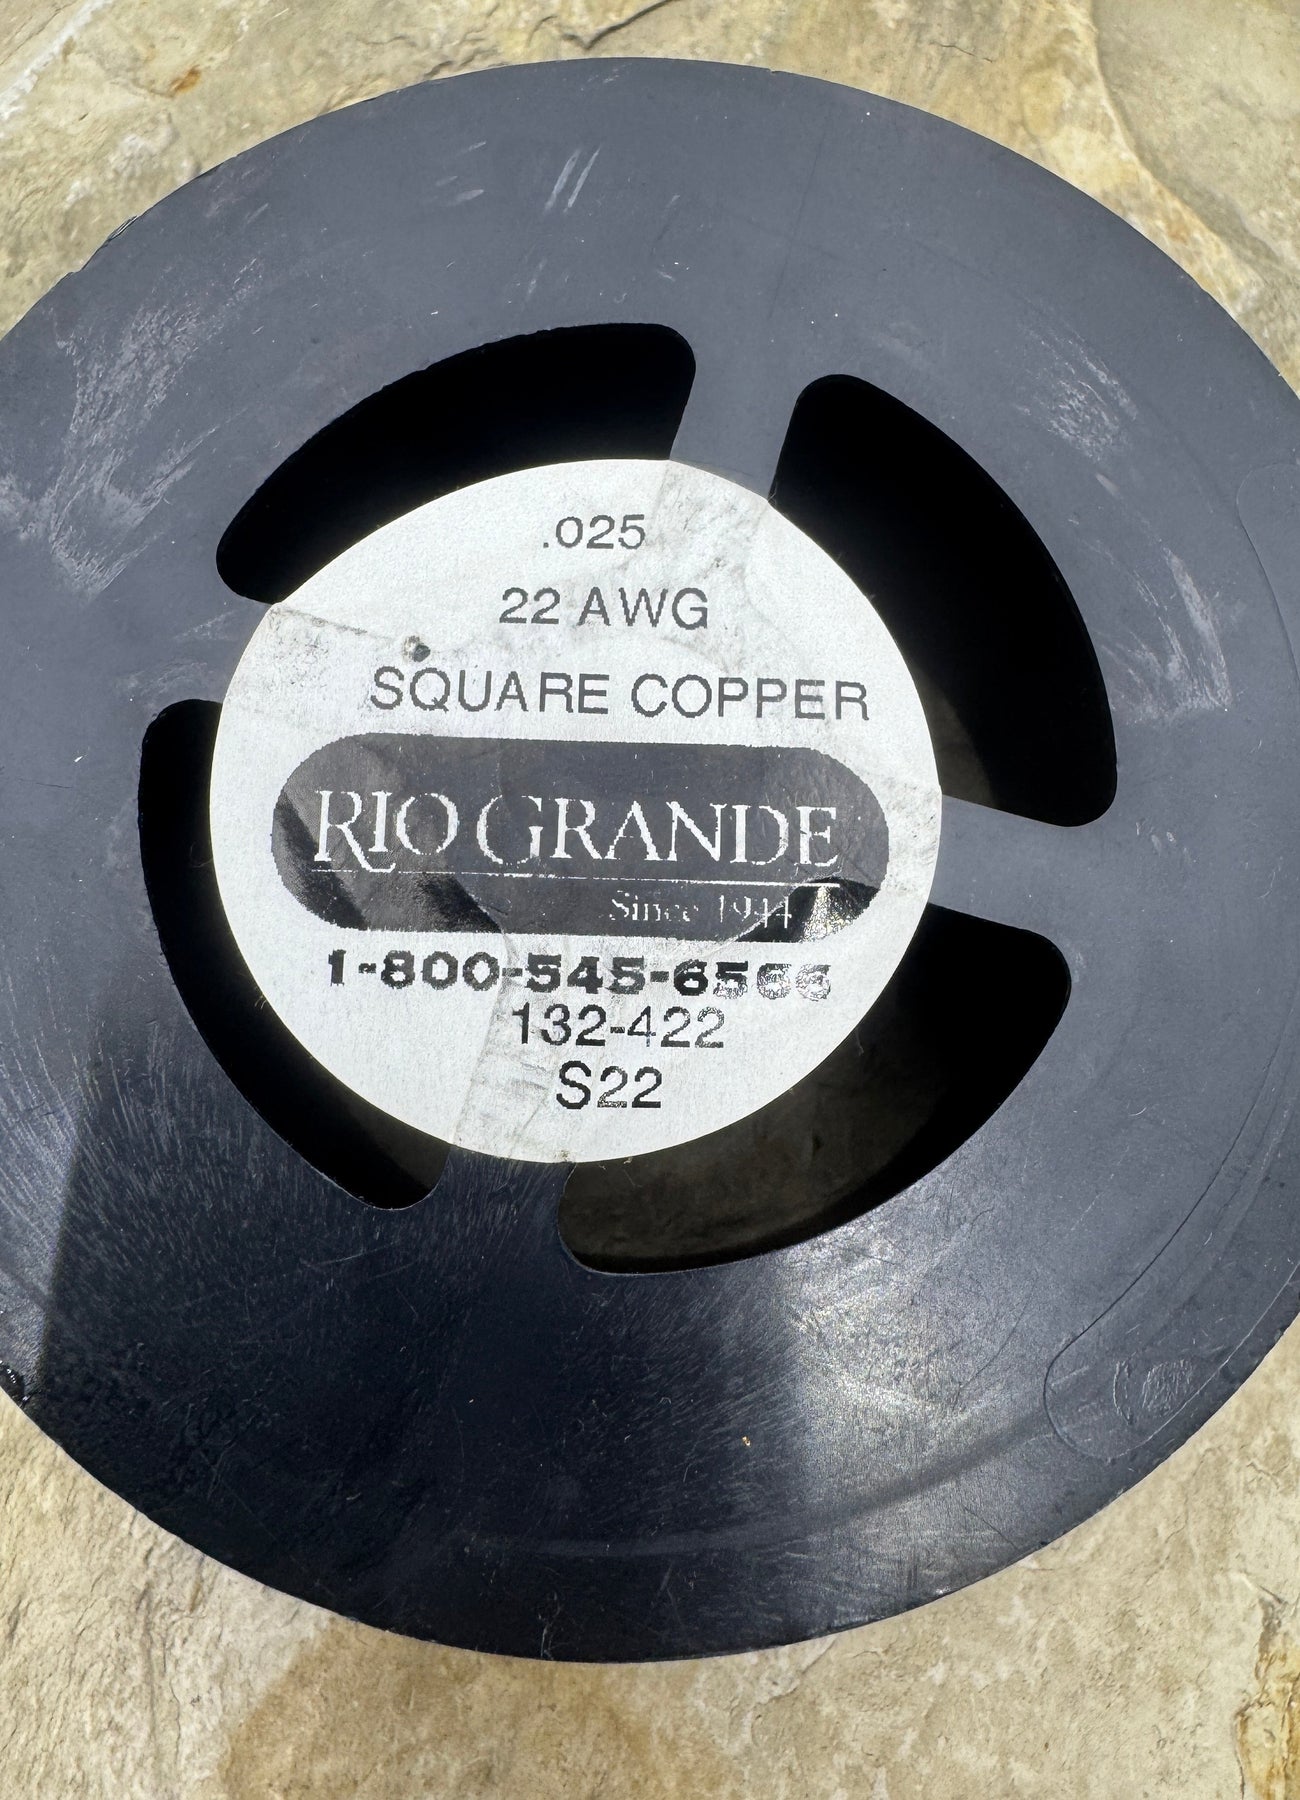 .025
22 AWG
SQUARE COPPER
RIO GRANDE
Since 1944
1-800-545-6566
132-422
S22